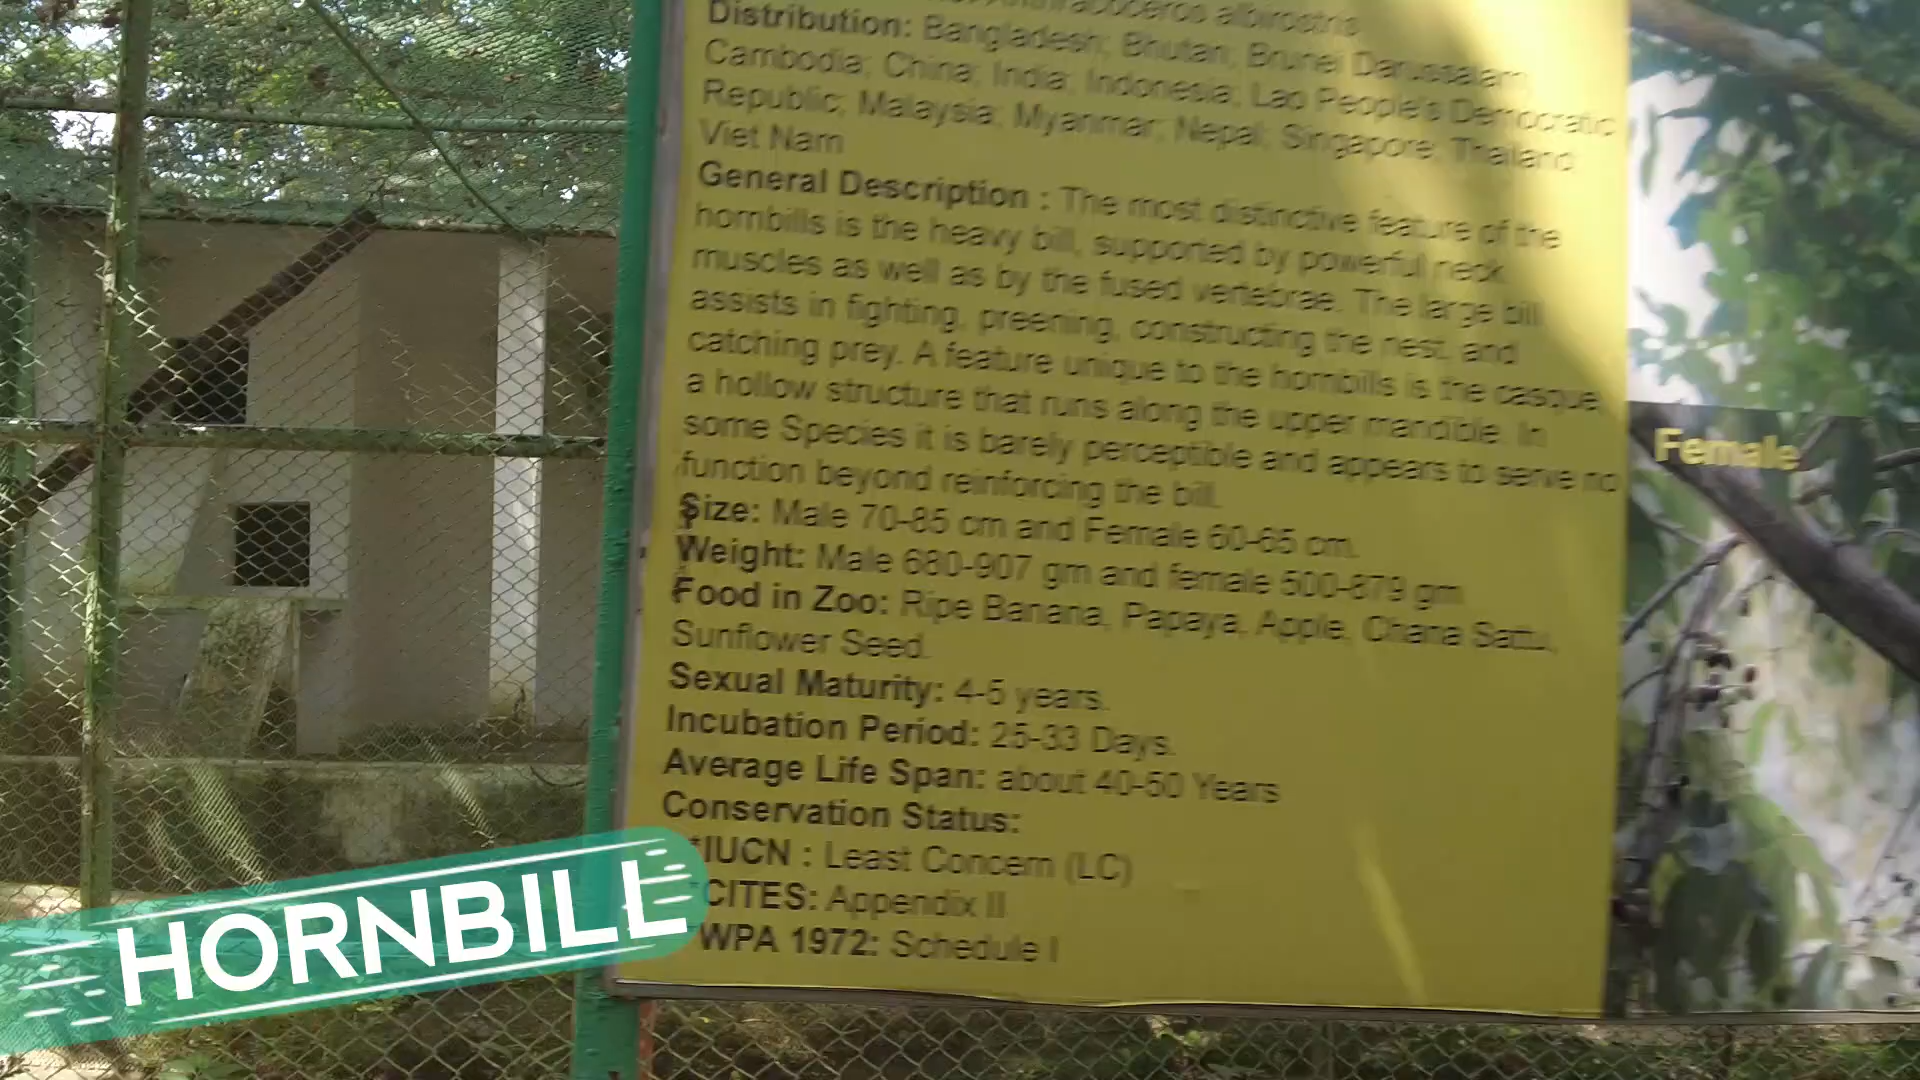 albirostris
Distribution: Bangladesh; Bhutan; Brunei Darussalam;
Cambodia; China; India; Indonesia; Lao People's Democratic
Republic; Malaysia; Myanmar; Nepal; Singapore; Thailand
Viet Nam
General Description : The most distinctive feature of the
hornbills is the heavy bill, supported by powerful neck
muscles as well as by the fused vertebrae. The large bill
assists in fighting, preening, constructing the nest, and
catching prey. A feature unique to the hornbills is the casque,
a hollow structure that runs along the upper mandible. In
some Species it is barely perceptible and appears to serve no
function beyond reinforcing the bill.
Size: Male 70-85 cm and Female 60-65 cm.
Weight: Male 680-907 gm and female 500-879 gm
Food in Zoo: Ripe Banana, Papaya, Apple, Chana Sattu,
Sunflower Seed.
Sexual Maturity: 4-5 years.
Incubation Period: 25-33 Days.
Average Life Span: about 40-50 Years
Conservation Status:
*IUCN : Least Concern (LC)
*CITES: Appendix II
WPA 1972: Schedule I
Female
HORNBILL